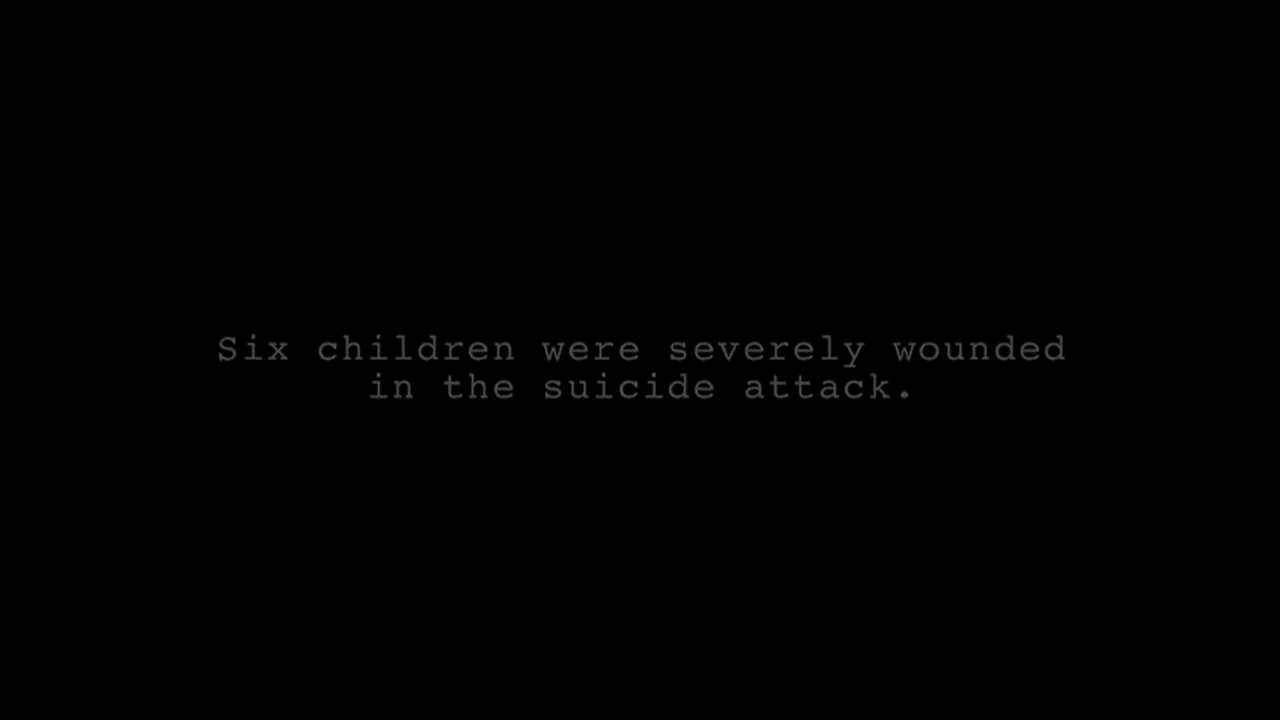 Six children were severely wounded
in the suicide attack.